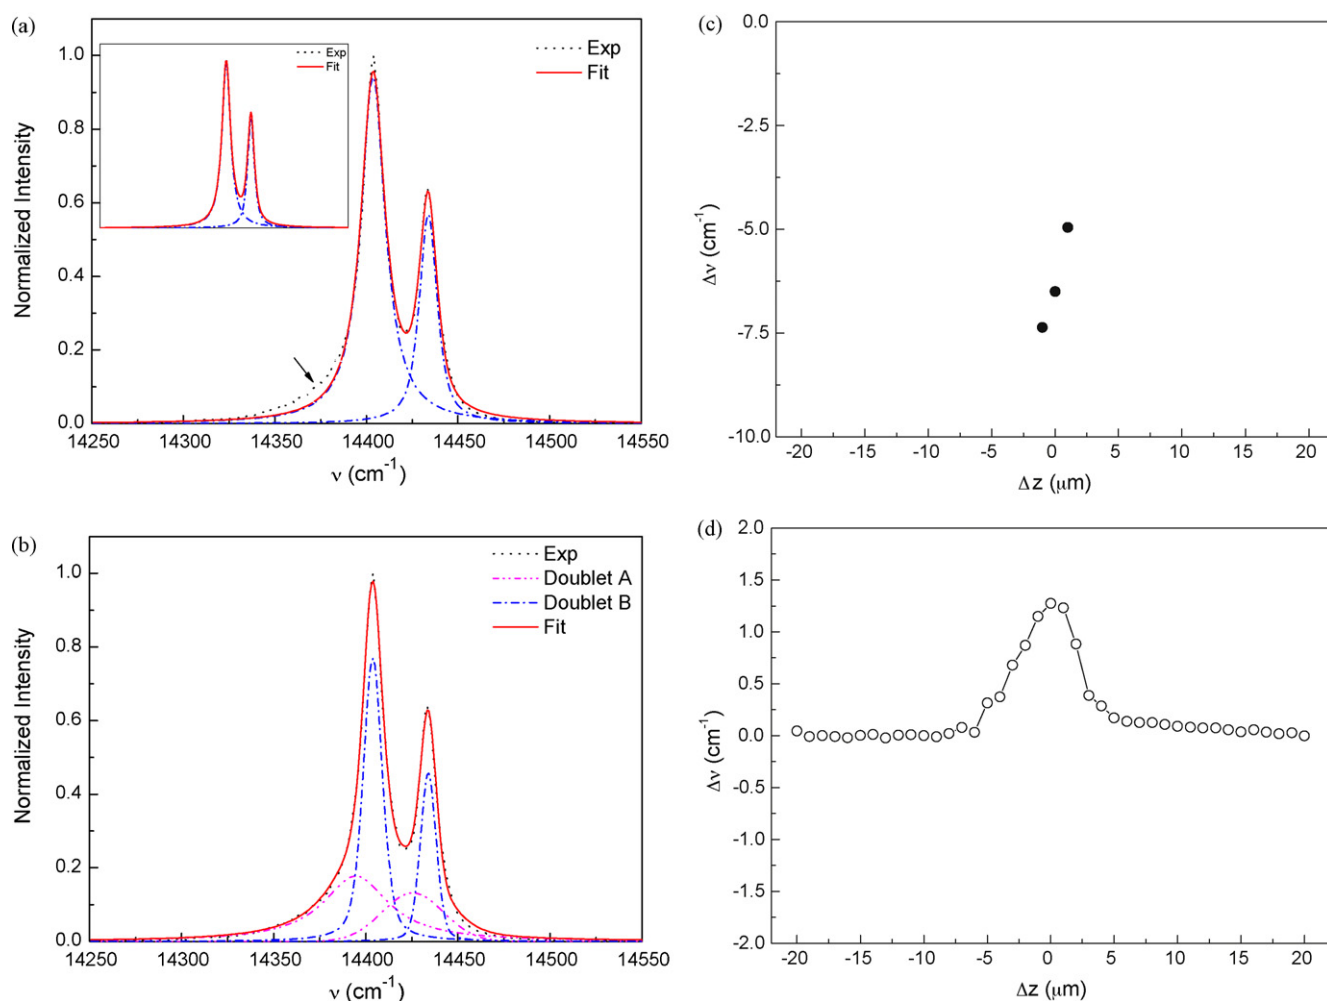 (a)
1.0
0.8
0.6
0.4
0.2
0.0
Normalized Intensity
Exp
Fit
Exp
Fit
14250 14300 14350 14400 14450 14500 14550
ν (cm⁻¹)
(c)
0.0
-2.5
-5.0
-7.5
-10.0
Δν (cm⁻¹)
-20 -15 -10 -5 0 5 10 15 20
Δz (μm)
(b)
1.0
0.8
0.6
0.4
0.2
0.0
Normalized Intensity
Exp
Doublet A
Doublet B
Fit
14250 14300 14350 14400 14450 14500 14550
ν (cm⁻¹)
(d)
2.0
1.5
1.0
0.5
0.0
-0.5
-1.0
-1.5
-2.0
Δν (cm⁻¹)
-20 -15 -10 -5 0 5 10 15 20
Δz (μm)